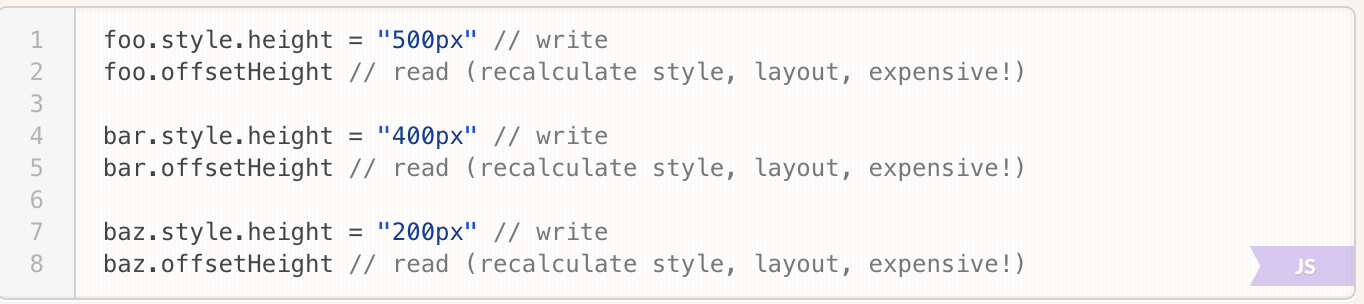 1 foo.style.height = "500px" // write
2 foo.offsetHeight // read (recalculate style, layout, expensive!)
3
4 bar.style.height = "400px" // write
5 bar.offsetHeight // read (recalculate style, layout, expensive!)
6
7 baz.style.height = "200px" // write
8 baz.offsetHeight // read (recalculate style, layout, expensive!)
JS